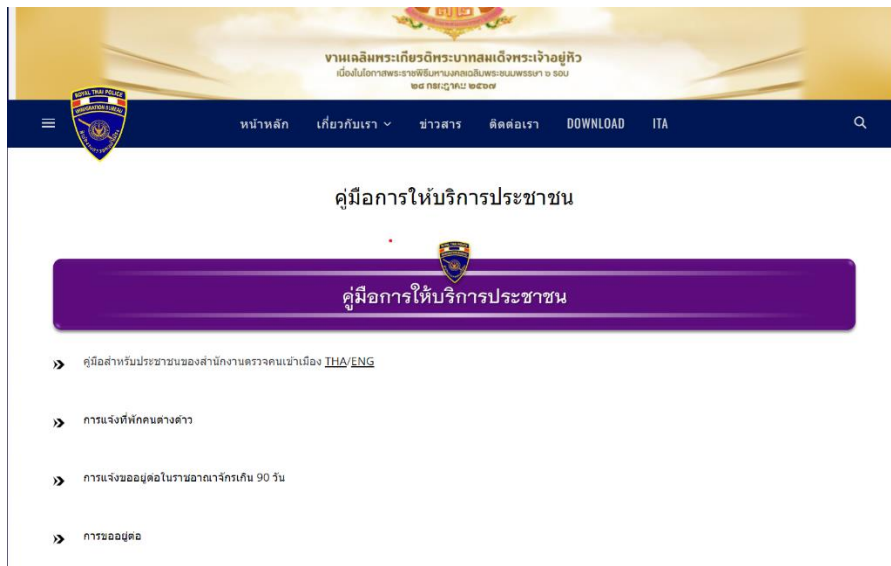 งามเฉลิมพระเกียรติพระบาทสมเด็จพระเจ้าอยู่หัว
เนื่องในโอกาสพระราชพิธีมหามงคลเฉลิมพระชนมพรรษา ๖ รอบ
๒๘ กรกฎาคม ๒๕๖๗
ROYAL THAI POLICE
IMMIGRATION BUREAU
หน้าหลัก เกี่ยวกับเรา ข่าวสาร ติดต่อเรา DOWNLOAD ITA
คู่มือการให้บริการประชาชน
คู่มือการให้บริการประชาชน
คู่มือสำหรับประชาชนของสำนักงานตรวจคนเข้าเมือง THA/ENG
การแจ้งที่พักคนต่างด้าว
การแจ้งขออยู่ต่อในราชอาณาจักรเกิน 90 วัน
การขออยู่ต่อ